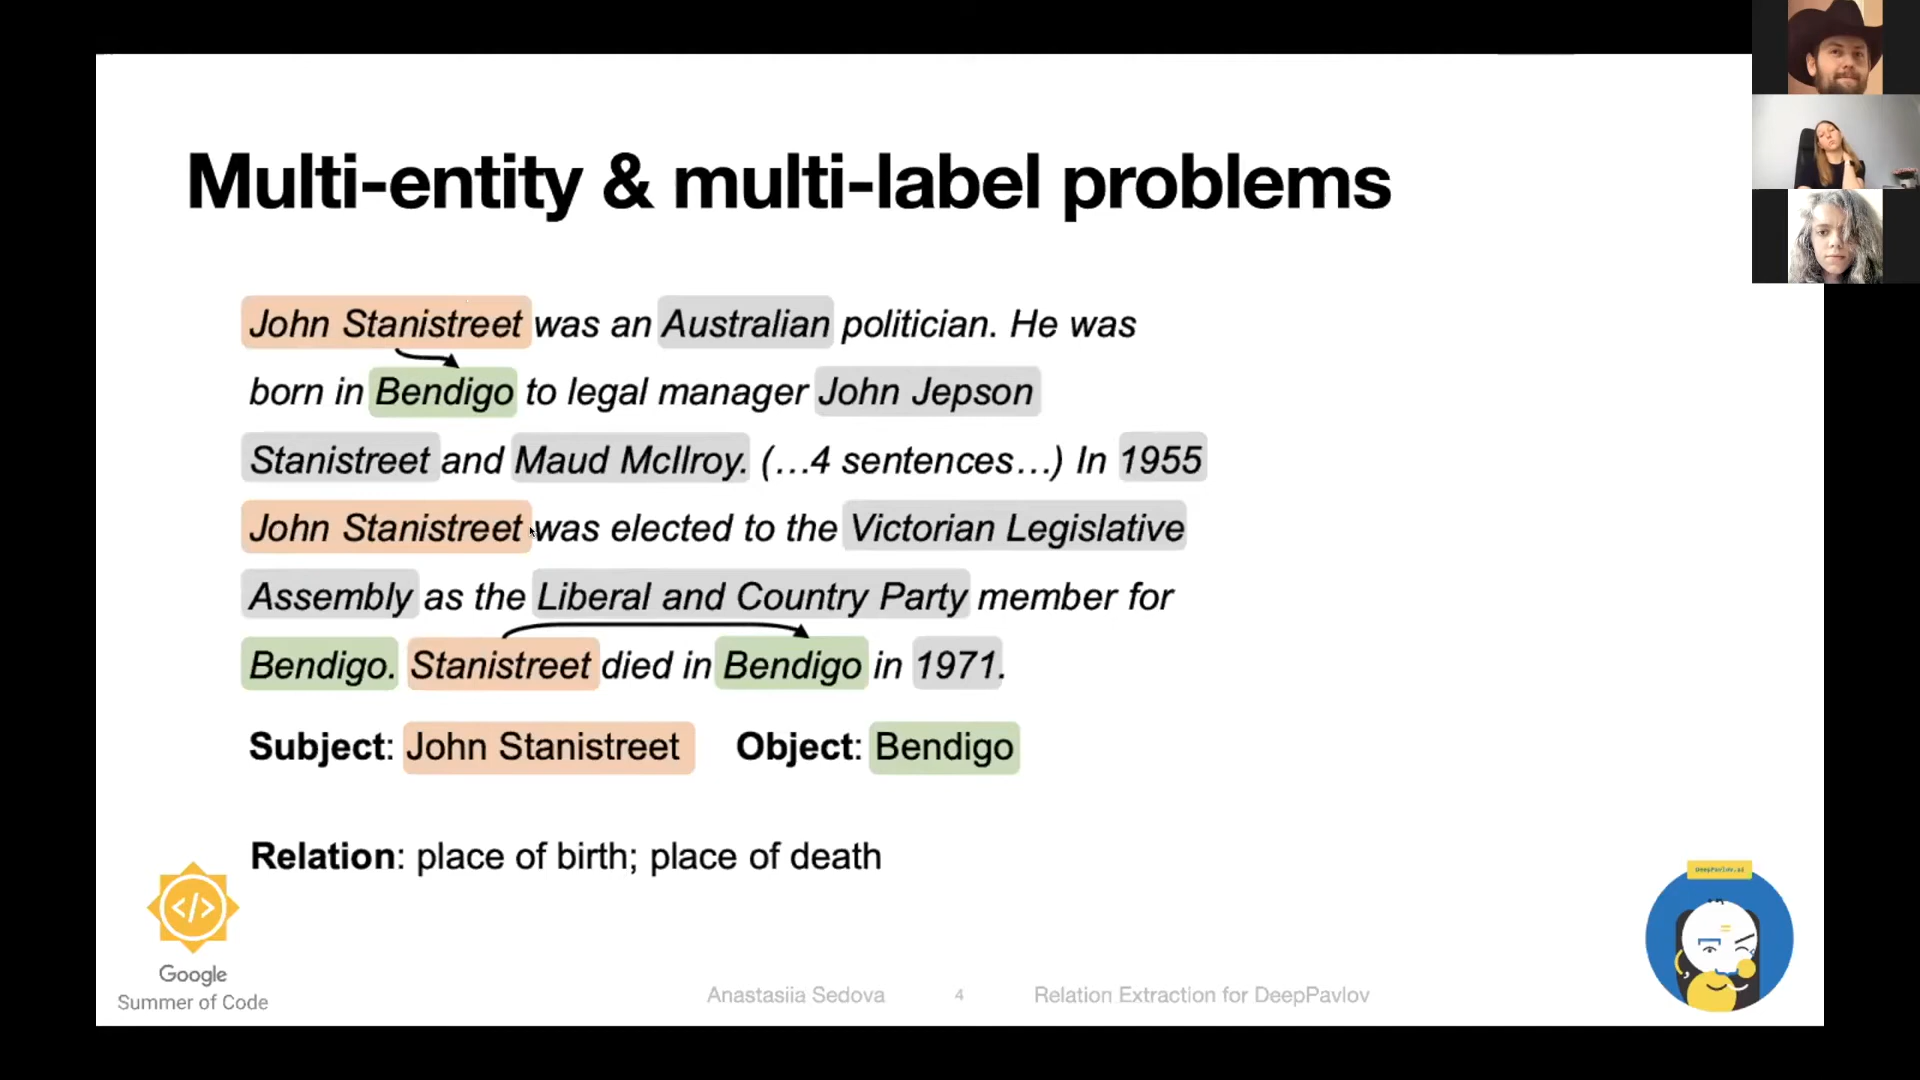 Multi-entity & multi-label problems
John Stanistreet was an Australian politician. He was
born in Bendigo to legal manager John Jepson
Stanistreet and Maud McIlroy. (…4 sentences…) In 1955
John Stanistreet was elected to the Victorian Legislative
Assembly as the Liberal and Country Party member for
Bendigo. Stanistreet died in Bendigo in 1971.
Subject: John Stanistreet Object: Bendigo
Relation: place of birth; place of death
</>
Google
Summer of Code
Anastasiia Sedova 4 Relation Extraction for DeepPavlov
DeepPavlov.ai